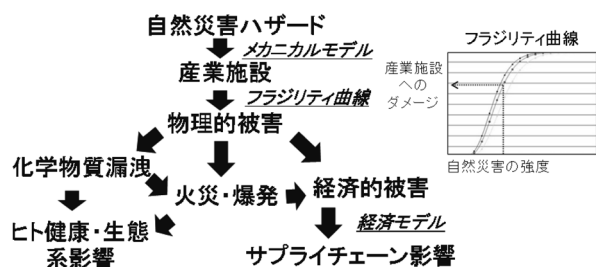 自然災害ハザード
メカニカルモデル
産業施設
フラジリティ曲線
物理的被害
化学物質漏洩
火災・爆発
経済的被害
ヒト健康・生態
系影響
経済モデル
サプライチェーン影響
フラジリティ曲線
産業施設
への
ダメージ
自然災害の強度